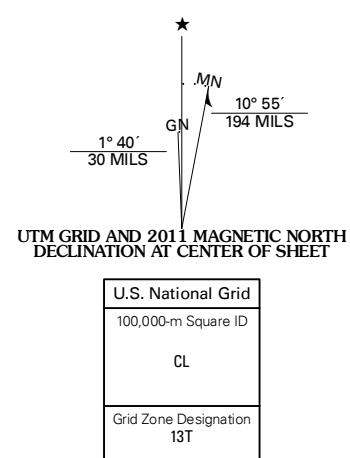 ★
MN
GN
10° 55´
194 MILS
1° 40´
30 MILS
UTM GRID AND 2011 MAGNETIC NORTH
DECLINATION AT CENTER OF SHEET
U.S. National Grid
100,000-m Square ID
CL
Grid Zone Designation
13T